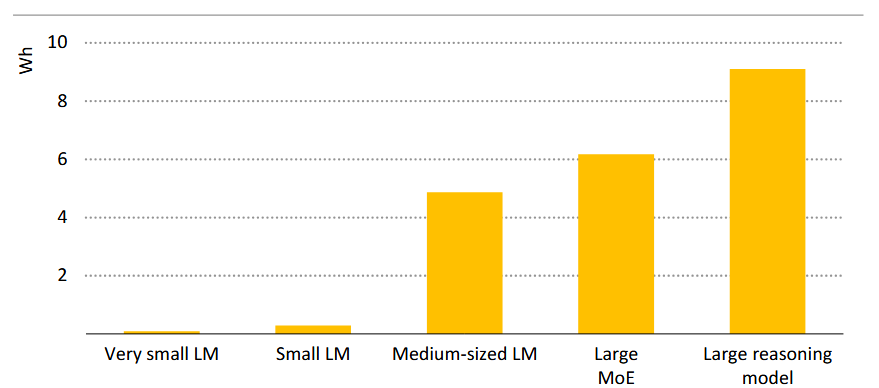 Wh
10
8
6
4
2
Very small LM
Small LM
Medium-sized LM
Large
MoE
Large reasoning
model